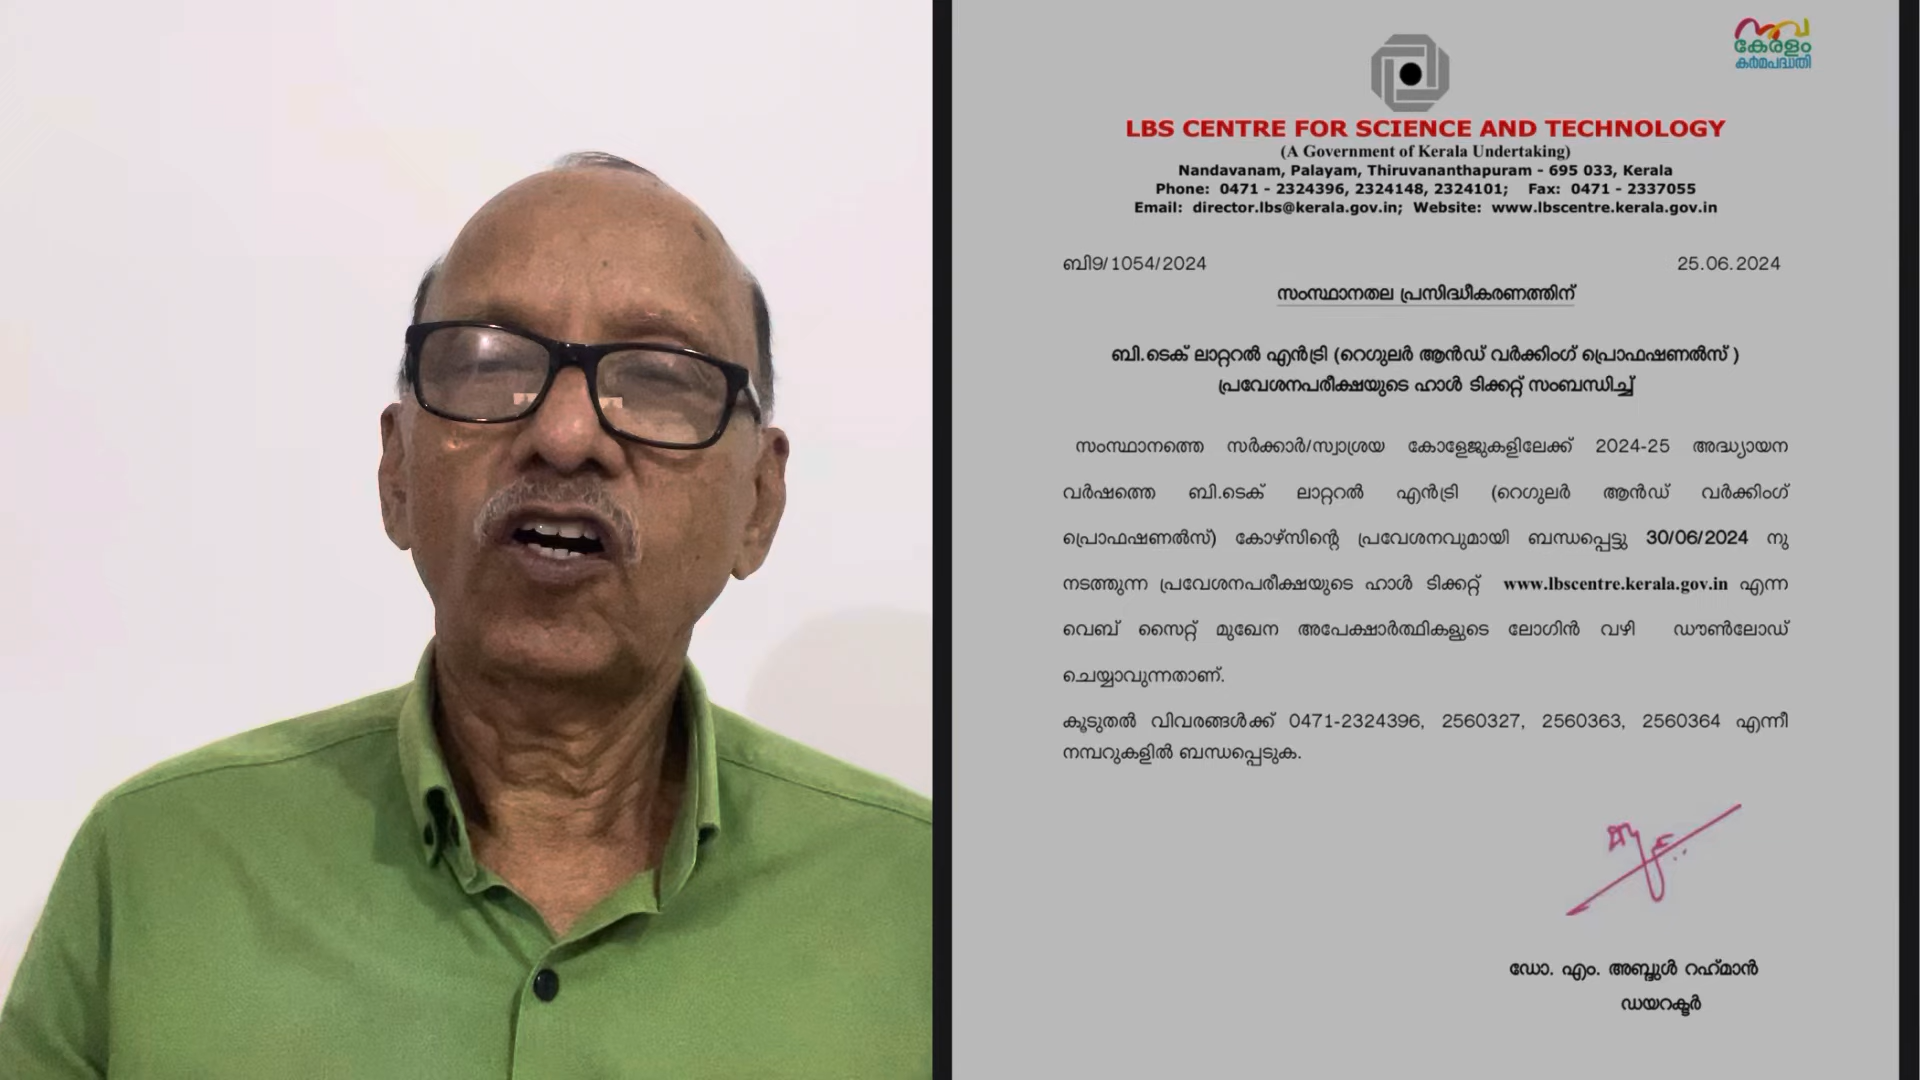 നവ
കേരളം
കർമപദ്ധതി
LBS CENTRE FOR SCIENCE AND TECHNOLOGY
(A Government of Kerala Undertaking)
Nandavanam, Palayam, Thiruvananthapuram - 695 033, Kerala
Phone: 0471 - 2324396, 2324148, 2324101; Fax: 0471 - 2337055
Email: director.lbs@kerala.gov.in; Website: www.lbscentre.kerala.gov.in
ബി9/1054/2024 25.06.2024
സംസ്ഥാനതല പ്രസിദ്ധീകരണത്തിന്
ബി.ടെക് ലാറ്ററൽ എൻട്രി (റെഗുലർ ആൻഡ് വർക്കിംഗ് പ്രൊഫഷണൽസ് )
പ്രവേശനപരീക്ഷയുടെ ഹാൾ ടിക്കറ്റ് സംബന്ധിച്ച്
സംസ്ഥാനത്തെ സർക്കാർ/സ്വാശ്രയ കോളേജുകളിലേക്ക് 2024-25 അദ്ധ്യായന
വർഷത്തെ ബി.ടെക് ലാറ്ററൽ എൻട്രി (റെഗുലർ ആൻഡ് വർക്കിംഗ്
പ്രൊഫഷണൽസ്) കോഴ്സിന്റെ പ്രവേശനവുമായി ബന്ധപ്പെട്ടു 30/06/2024 നു
നടത്തുന്ന പ്രവേശനപരീക്ഷയുടെ ഹാൾ ടിക്കറ്റ് www.lbscentre.kerala.gov.in എന്ന
വെബ് സൈറ്റ് മുഖേന അപേക്ഷാർത്ഥികളുടെ ലോഗിൻ വഴി ഡൗൺലോഡ്
ചെയ്യാവുന്നതാണ്.
കൂടുതൽ വിവരങ്ങൾക്ക് 0471-2324396, 2560327, 2560363, 2560364 എന്നീ
നമ്പറുകളിൽ ബന്ധപ്പെടുക.
ഡോ. എം. അബ്ദുൾ റഹ്‌മാൻ
ഡയറക്ടർ